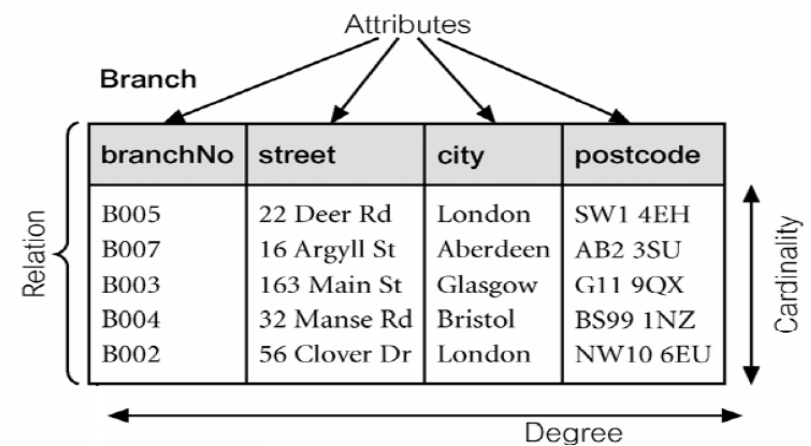 Attributes
Branch
branchNo street city postcode
B005 22 Deer Rd London SW1 4EH
B007 16 Argyll St Aberdeen AB2 3SU
B003 163 Main St Glasgow G11 9QX
B004 32 Manse Rd Bristol BS99 1NZ
B002 56 Clover Dr London NW10 6EU
Relation
Cardinality
Degree